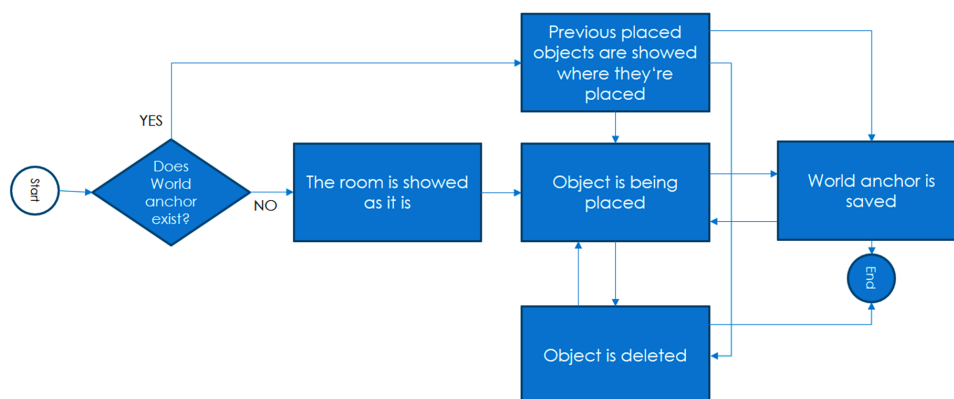 Start
Does
World
anchor
exist?
YES
NO
The room is showed
as it is
Previous placed
objects are showed
where they‘re
placed
Object is being
placed
Object is deleted
World anchor is
saved
End